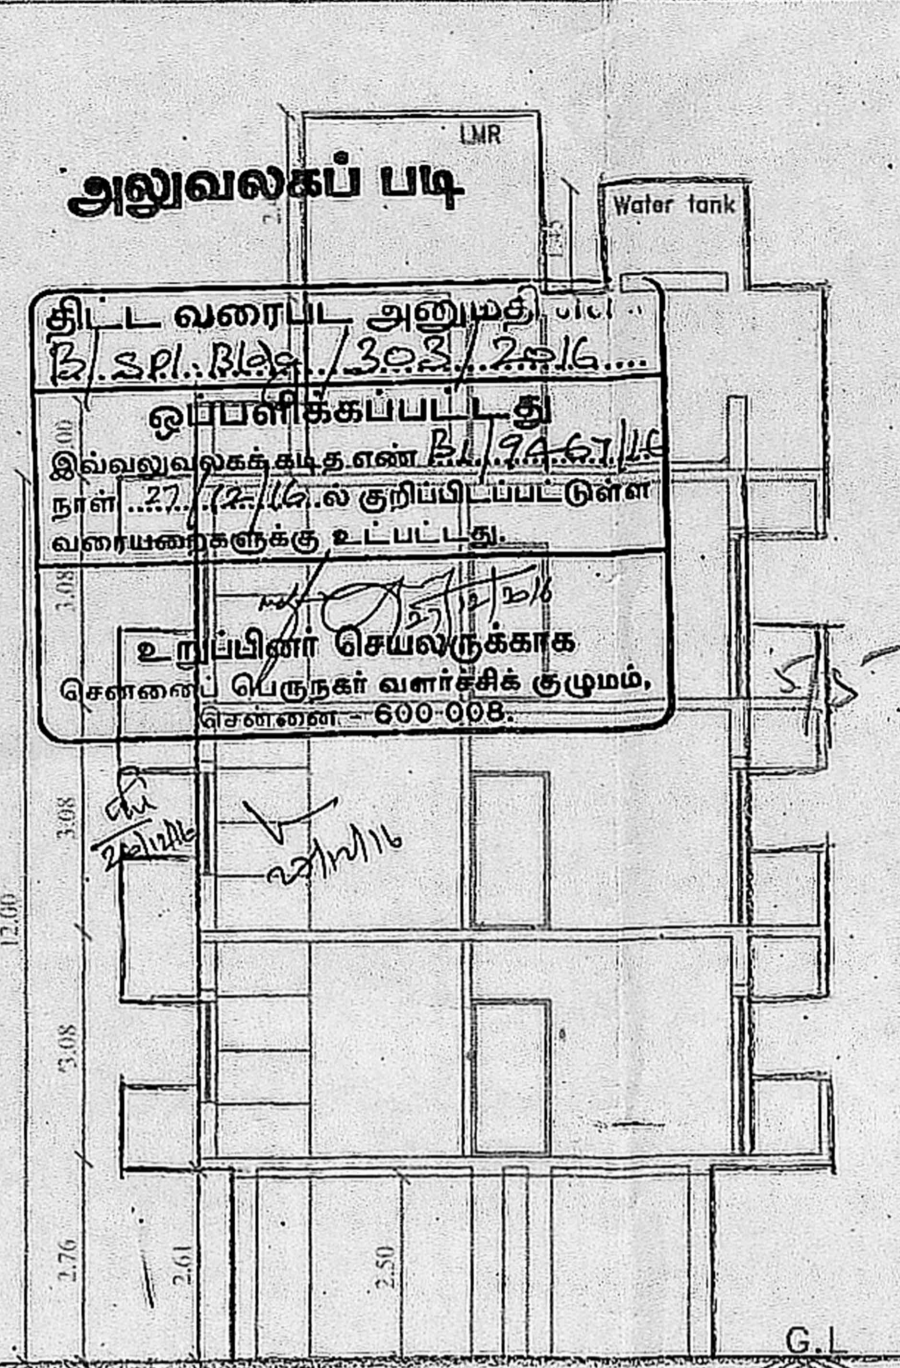 LMR
அலுவலகப் படி
Water tank
திட்ட வரைபட அனுமதி
B / Spl. Bldg / 303 / 2016
ஒப்பளிக்கப்பட்டது
இவ்வலுவலகக் கடித எண் B1/9467/16
நாள் 27/12/16 ல் குறிப்பிடப்பட்டுள்ள
வரையறைகளுக்கு உட்பட்டது.
27/12/2016
உறுப்பினர் செயலருக்காக
சென்னைப் பெருநகர் வளர்ச்சிக் குழுமம்,
சென்னை - 600 008.
3.08
3.08
12.00
3.08
2.76
2.61
2.50
G.L